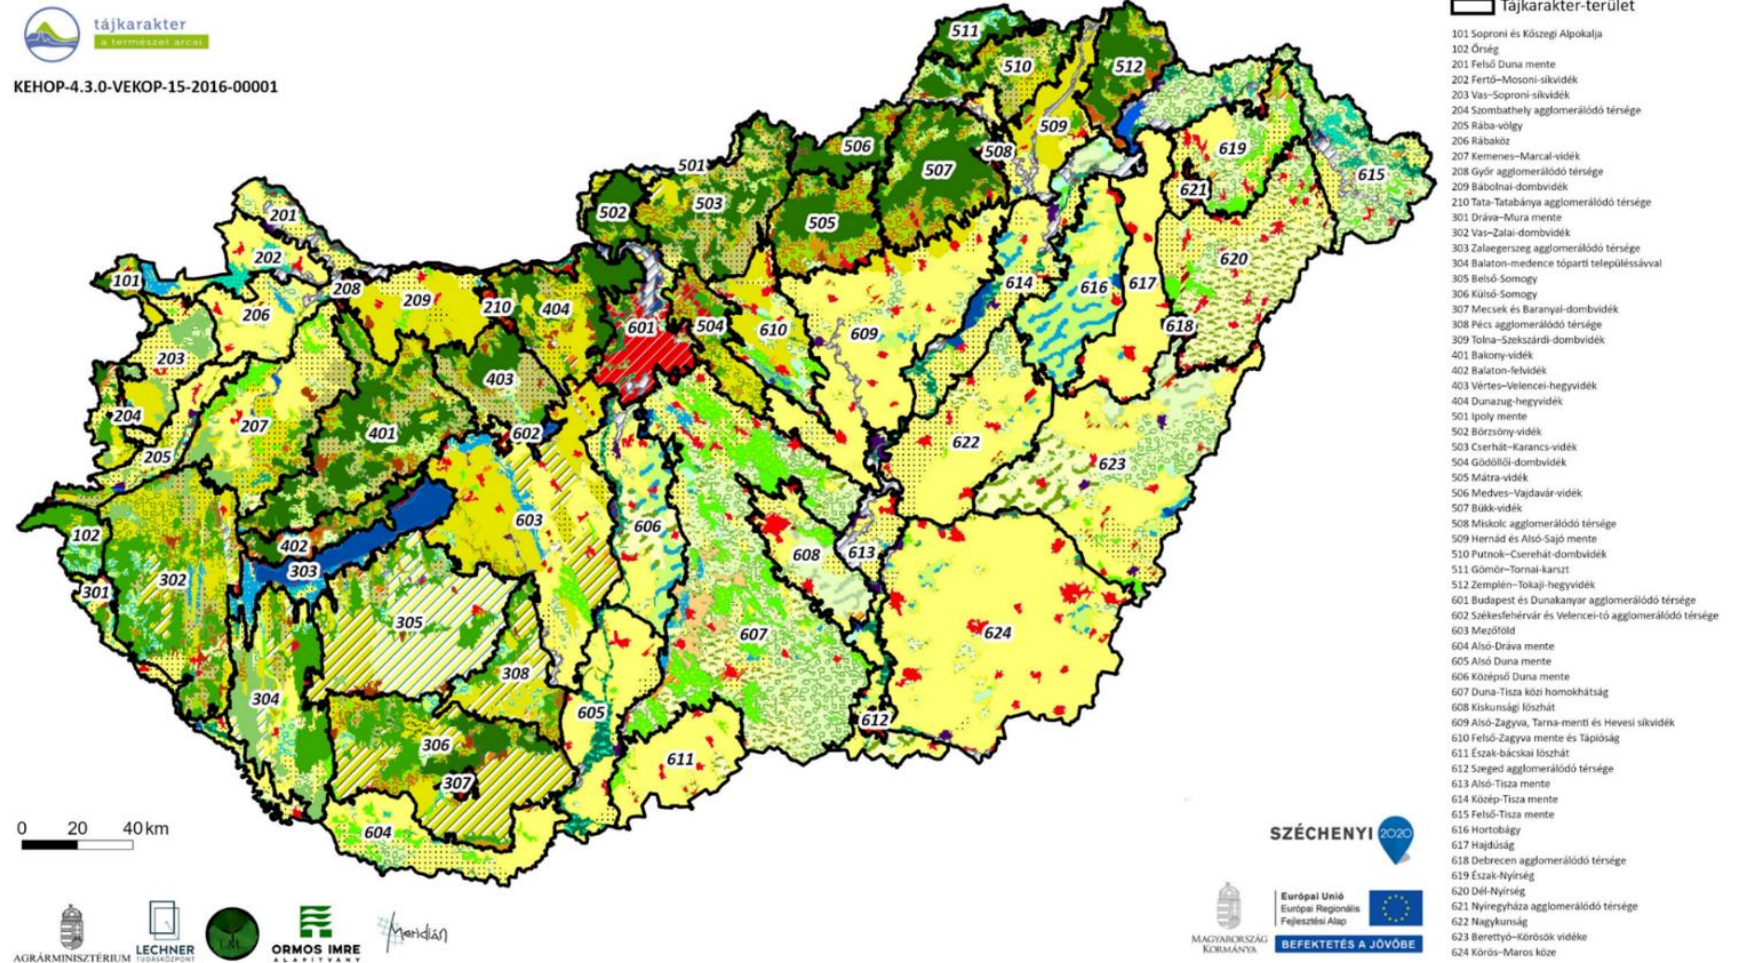 tájkarakter
a természet arcai
KEHOP-4.3.0-VEKOP-15-2016-00001
511
510
512
509
506
508
619
501
507
621
615
502
503
505
201
202
620
101
208
209
210
404
614
616
617
206
601
504
610
609
618
203
403
204
207
401
602
622
205
623
603
606
102
402
608
613
303
302
301
305
607
624
308
304
605
612
306
611
307
604
0 20 40 km
AGRÁRMINISZTÉRIUM
LECHNER
TUDÁSKÖZPONT
T.M.
ORMOS IMRE
ALAPÍTVÁNY
Meridián
SZÉCHENYI 2020
MAGYARORSZÁG
KORMÁNYA
Európai Unió
Európai Regionális
Fejlesztési Alap
BEFEKTETÉS A JÖVŐBE
Tájkarakter-terület
101 Soproni és Kőszegi Alpokalja
102 Őrség
201 Felső Duna mente
202 Fertő–Mosoni-síkvidék
203 Vas–Soproni-síkvidék
204 Szombathely agglomerálódó térsége
205 Rába-völgy
206 Rábaköz
207 Kemenes–Marcal-vidék
208 Győr agglomerálódó térsége
209 Bábolnai-dombvidék
210 Tata-Tatabánya agglomerálódó térsége
301 Dráva–Mura mente
302 Vas–Zalai-dombvidék
303 Zalaegerszeg agglomerálódó térsége
304 Balaton-medence tóparti településsávval
305 Belső-Somogy
306 Külső-Somogy
307 Mecsek és Baranyai-dombvidék
308 Pécs agglomerálódó térsége
309 Tolna–Szekszárdi-dombvidék
401 Bakony-vidék
402 Balaton-felvidék
403 Vértes–Velencei-hegyvidék
404 Dunazug-hegyvidék
501 Ipoly mente
502 Börzsöny-vidék
503 Cserhát–Karancs-vidék
504 Gödöllői-dombvidék
505 Mátra-vidék
506 Medves–Vajdavár-vidék
507 Bükk-vidék
508 Miskolc agglomerálódó térsége
509 Hernád és Alsó-Sajó mente
510 Putnok–Cserehát-dombvidék
511 Gömör–Tornai-karszt
512 Zemplén–Tokaji-hegyvidék
601 Budapest és Dunakanyar agglomerálódó térsége
602 Székesfehérvár és Velencei-tó agglomerálódó térsége
603 Mezőföld
604 Alsó-Dráva mente
605 Alsó Duna mente
606 Középső Duna mente
607 Duna-Tisza közi homokhátság
608 Kiskunsági löszhát
609 Alsó-Zagyva, Tarna-menti és Hevesi síkvidék
610 Felső-Zagyva mente és Tápióság
611 Észak-bácskai löszhát
612 Szeged agglomerálódó térsége
613 Alsó-Tisza mente
614 Közép-Tisza mente
615 Felső-Tisza mente
616 Hortobágy
617 Hajdúság
618 Debrecen agglomerálódó térsége
619 Észak-Nyírség
620 Dél-Nyírség
621 Nyíregyháza agglomerálódó térsége
622 Nagykunság
623 Berettyó–Körösök vidéke
624 Körös–Maros köze